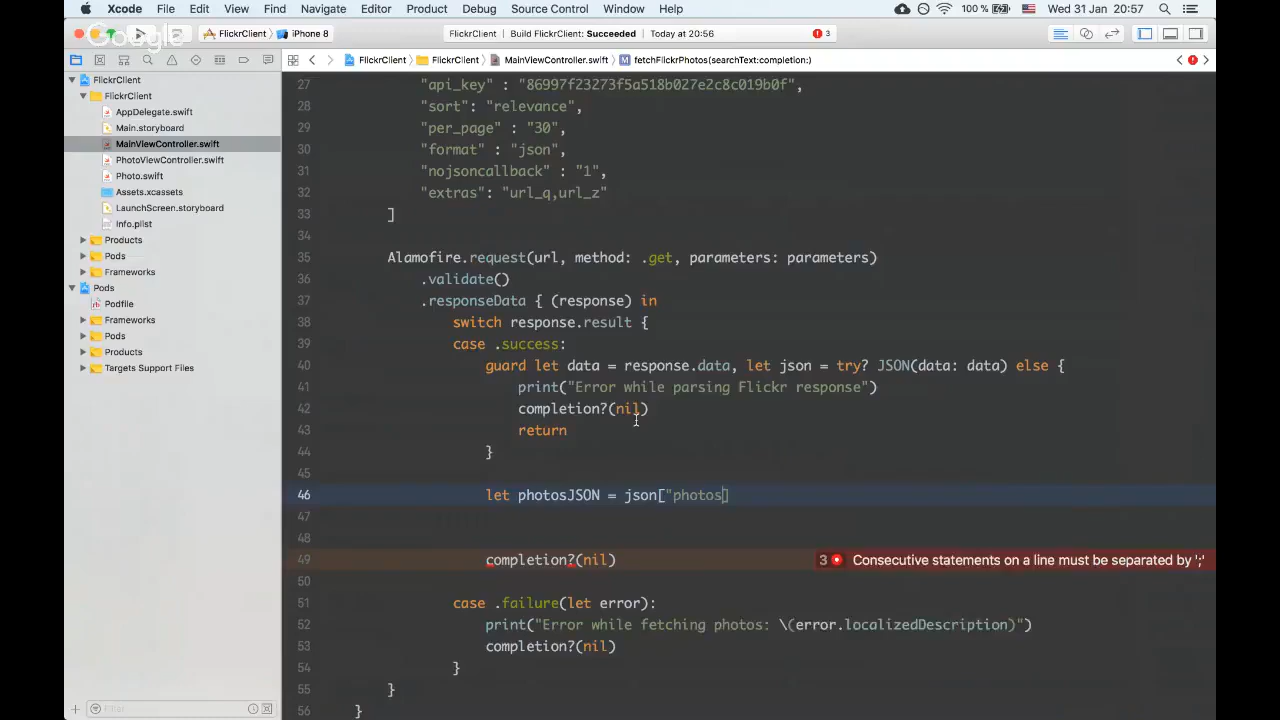 Xcode File Edit View Find Navigate Editor Product Debug Source Control Window Help 100 % Wed 31 Jan 20:57
Google
FlickrClient iPhone 8 FlickrClient Build FlickrClient: Succeeded Today at 20:56 3
FlickrClient FlickrClient MainViewController.swift fetchFlickrPhotos(searchText:completion:)
FlickrClient
FlickrClient
AppDelegate.swift
Main.storyboard
MainViewController.swift
PhotoViewController.swift
Photo.swift
Assets.xcassets
LaunchScreen.storyboard
Info.plist
Products
Pods
Frameworks
Pods
Podfile
Frameworks
Pods
Products
Targets Support Files
Filter
27 "api_key" : "86997f23273f5a518b027e2c8c019b0f",
28 "sort": "relevance",
29 "per_page" : "30",
30 "format" : "json",
31 "nojsoncallback" : "1",
32 "extras": "url_q,url_z"
33 ]
34
35 Alamofire.request(url, method: .get, parameters: parameters)
36 .validate()
37 .responseData { (response) in
38 switch response.result {
39 case .success:
40 guard let data = response.data, let json = try? JSON(data: data) else {
41 print("Error while parsing Flickr response")
42 completion?(nil)
43 return
44 }
45
46 let photosJSON = json["photos]
47
48
49 completion?(nil) 3 Consecutive statements on a line must be separated by ';'
50
51 case .failure(let error):
52 print("Error while fetching photos: \(error.localizedDescription)")
53 completion?(nil)
54 }
55 }
56 }